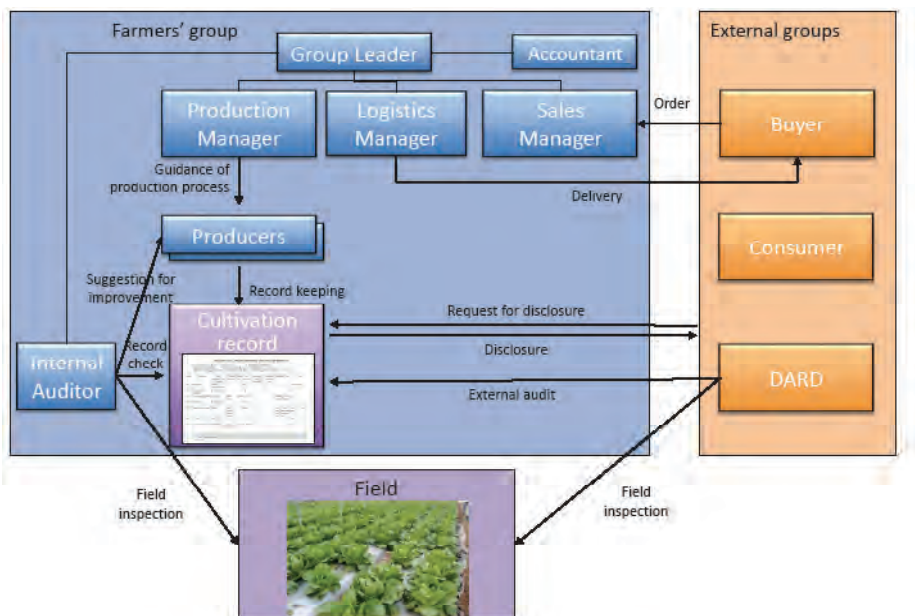 Farmers' group
External groups
Group Leader
Accountant
Production
Manager
Logistics
Manager
Sales
Manager
Order
Buyer
Guidance of
production process
Delivery
Producers
Consumer
Suggestion for
improvement
Record keeping
Cultivation
record
Request for disclosure
Disclosure
Internal
Auditor
Record
check
External audit
DARD
Field
inspection
Field
Field
inspection